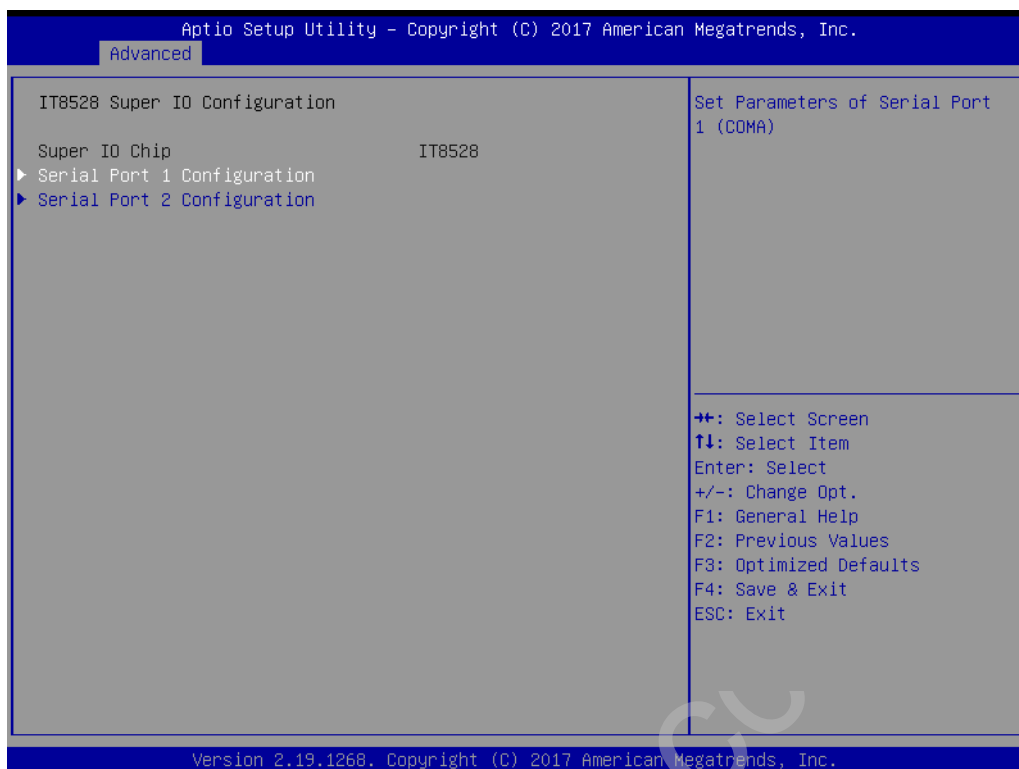 Aptio Setup Utility – Copyright (C) 2017 American Megatrends, Inc.
Advanced
IT8528 Super IO Configuration
Super IO Chip IT8528
Serial Port 1 Configuration
Serial Port 2 Configuration
Set Parameters of Serial Port
1 (COMA)
→←: Select Screen
↑↓: Select Item
Enter: Select
+/-: Change Opt.
F1: General Help
F2: Previous Values
F3: Optimized Defaults
F4: Save & Exit
ESC: Exit
Version 2.19.1268. Copyright (C) 2017 American Megatrends, Inc.